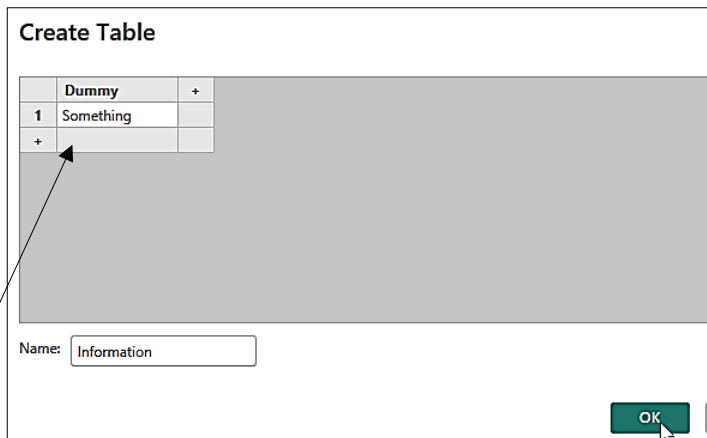 Create Table
Dummy +
1 Something
+
Name: Information
OK